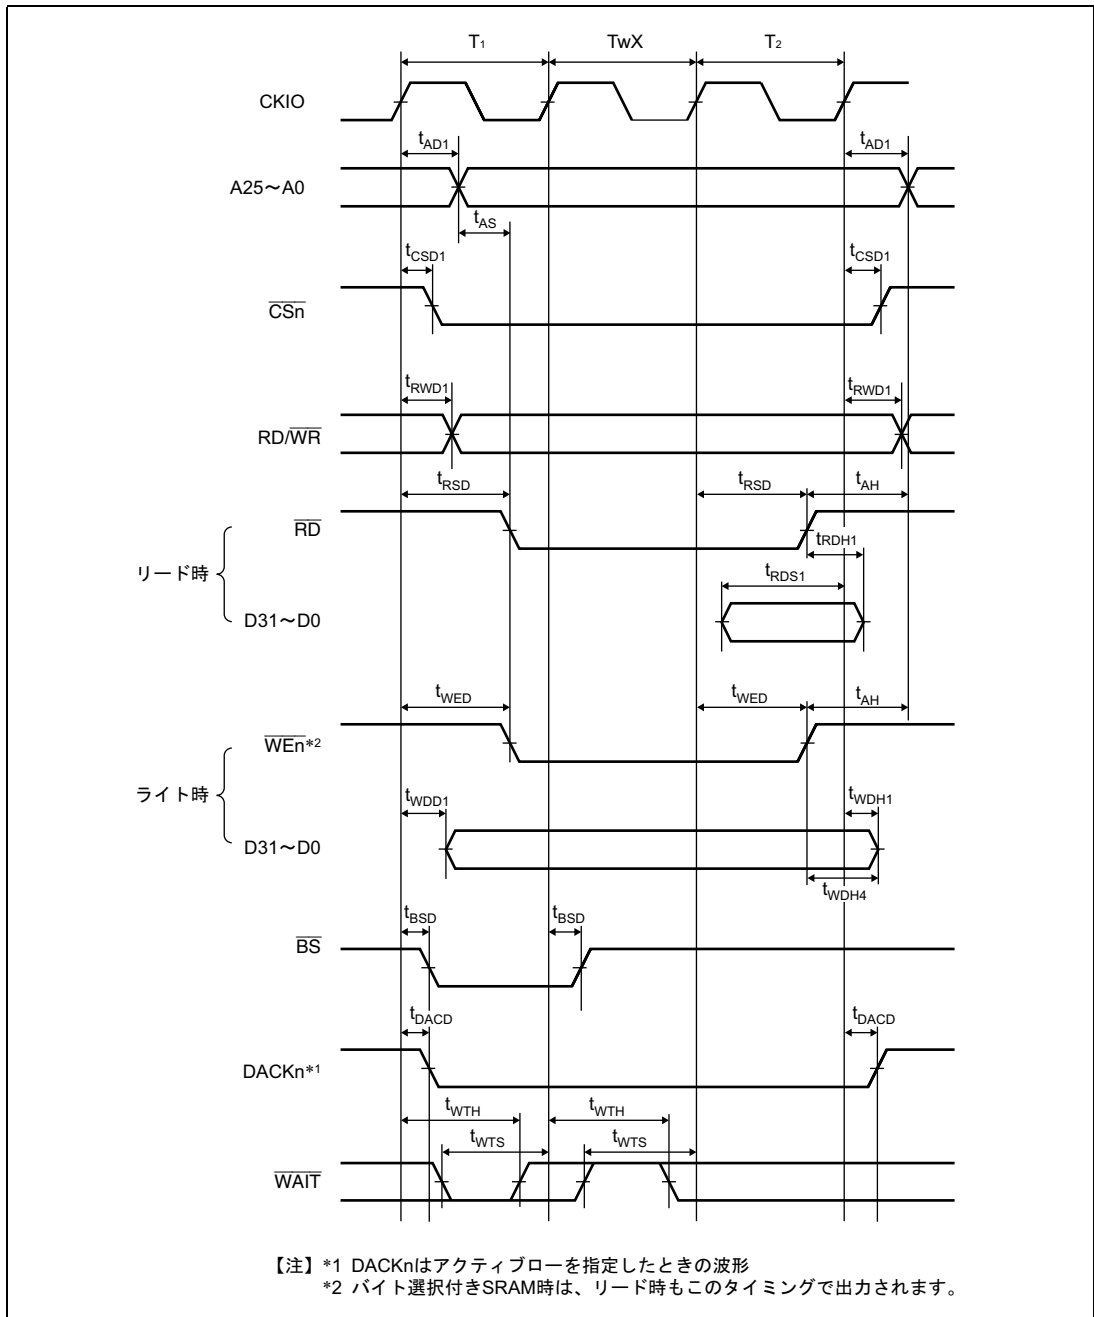 T1 TwX T2
CKIO
tAD1 tAD1
A25～A0
tAS
tCSD1 tCSD1
CSn
tRWD1 tRWD1
RD/WR
tRSD tRSD tAH
RD
tRDH1
リード時
tRDS1
D31～D0
tWED tWED tAH
WEn*2
ライト時
tWDD1 tWDH1
D31～D0
tWDH4
tBSD tBSD
BS
tDACD tDACD
DACKn*1
tWTH tWTH
tWTS tWTS
WAIT
【注】*1 DACKnはアクティブローを指定したときの波形
*2 バイト選択付きSRAM時は、リード時もこのタイミングで出力されます。